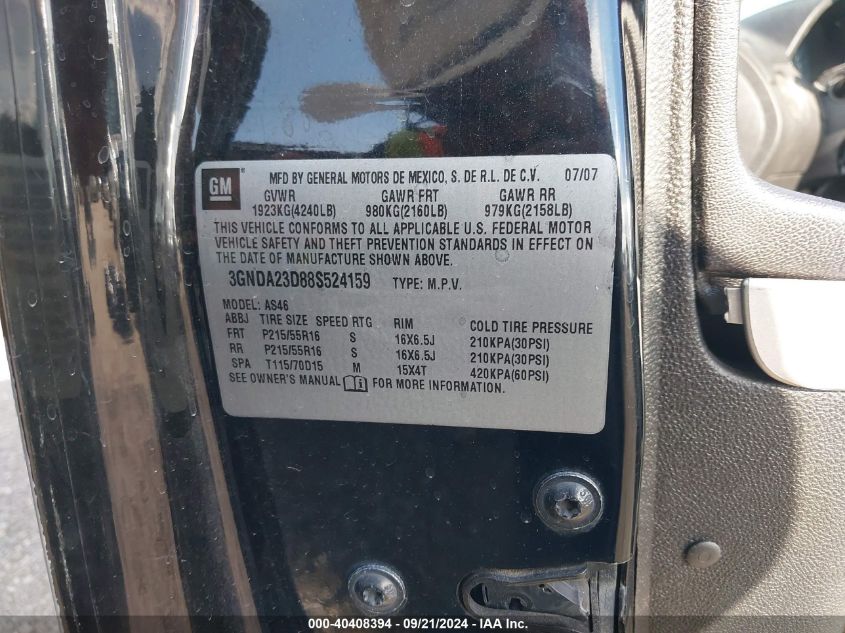 GM ®
MFD BY GENERAL MOTORS DE MEXICO, S. DE R.L. DE C.V. 07/07
GVWR GAWR FRT GAWR RR
1923KG(4240LB) 980KG(2160LB) 979KG(2158LB)
THIS VEHICLE CONFORMS TO ALL APPLICABLE U.S. FEDERAL MOTOR
VEHICLE SAFETY AND THEFT PREVENTION STANDARDS IN EFFECT ON
THE DATE OF MANUFACTURE SHOWN ABOVE.
3GNDA23D88S524159 TYPE: M.P.V.
MODEL: AS46
ABBJ TIRE SIZE SPEED RTG RIM COLD TIRE PRESSURE
FRT P215/55R16 S 16X6.5J 210KPA(30PSI)
RR P215/55R16 S 16X6.5J 210KPA(30PSI)
SPA T115/70D15 M 15X4T 420KPA(60PSI)
SEE OWNER'S MANUAL i FOR MORE INFORMATION.
000-40408394 - 09/21/2024 - IAA Inc.